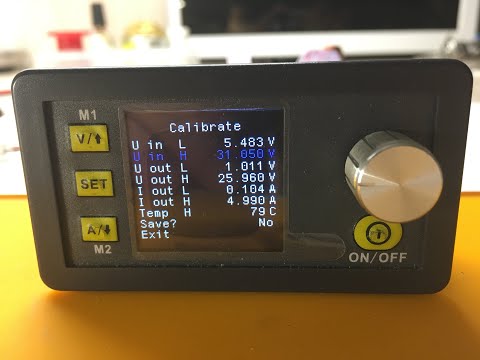 M1
V/⬆
SET
A/⬇
M2
Calibrate
U in L 5.483 V
U in H 31.050 V
U out L 1.011 V
U out H 25.960 V
I out L 0.104 A
I out H 4.990 A
Temp H 79 C
Save? No
Exit
ON/OFF